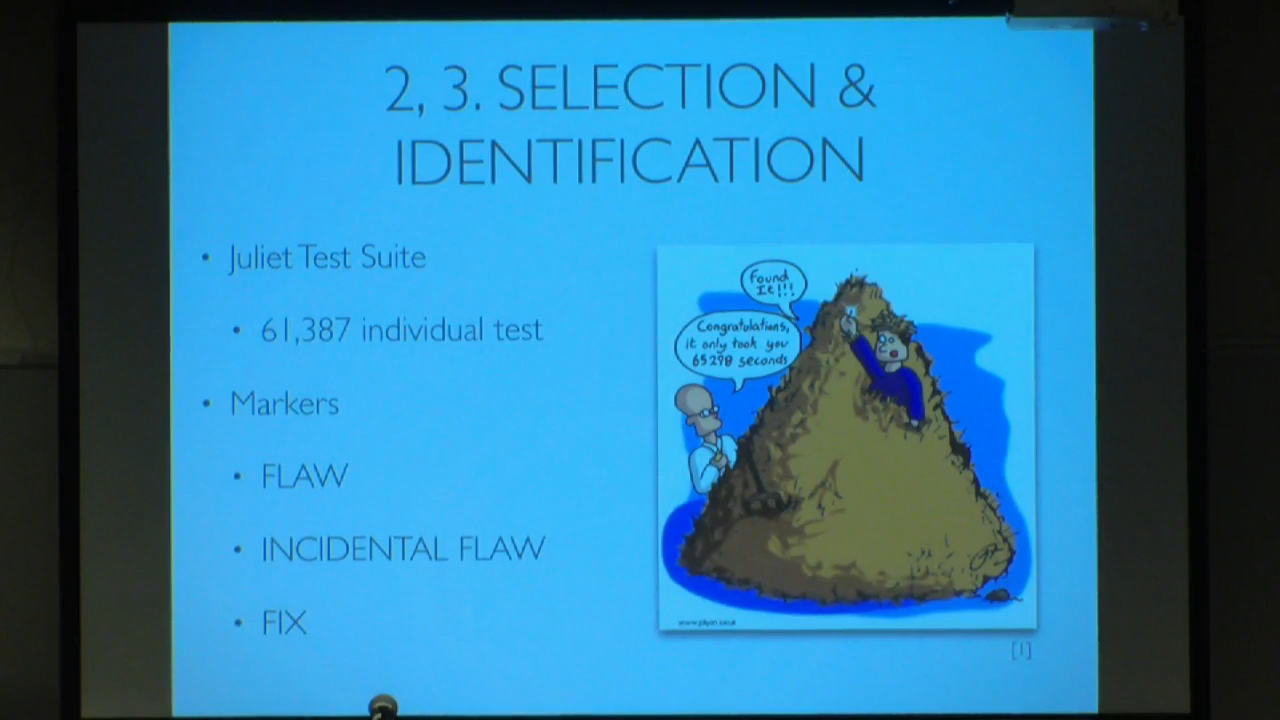 2, 3. SELECTION &
IDENTIFICATION
• Juliet Test Suite
• 61,387 individual test
• Markers
• FLAW
• INCIDENTAL FLAW
• FIX
Found
It!!!
Congratulations,
it only took you
65298 seconds
[1]